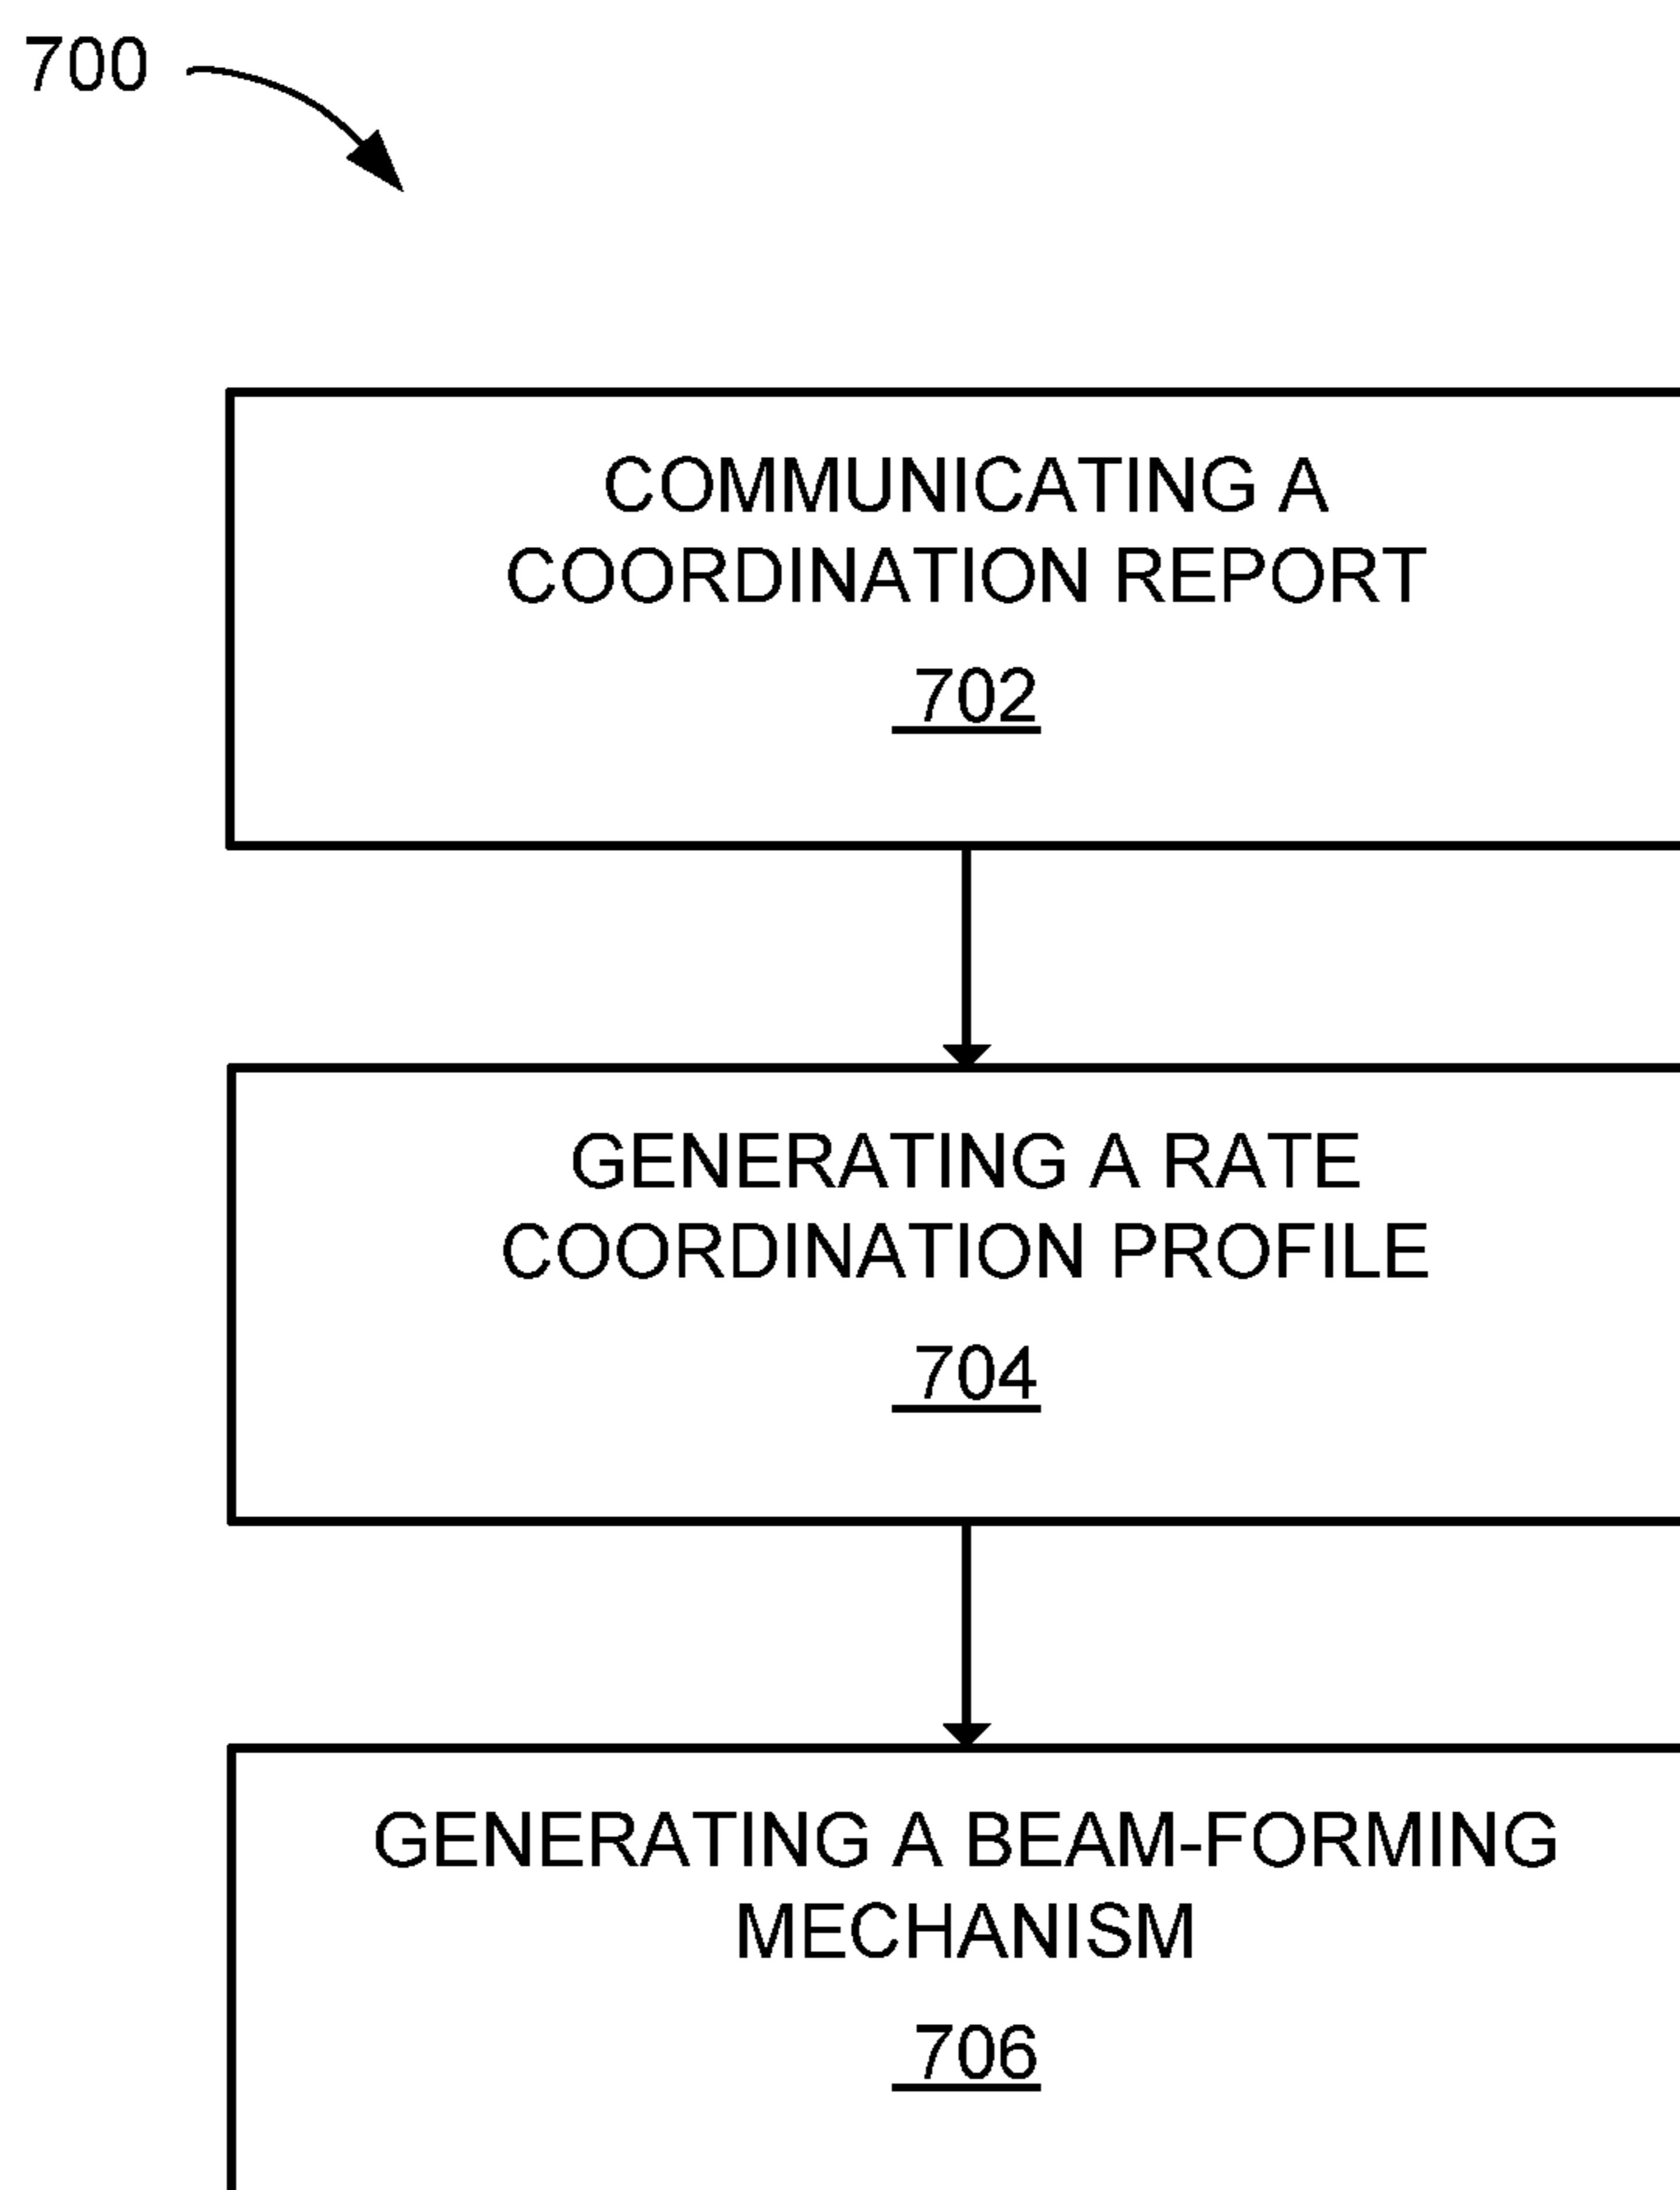 700
COMMUNICATING A
COORDINATION REPORT
702
GENERATING A RATE
COORDINATION PROFILE
704
GENERATING A BEAM-FORMING
MECHANISM
706